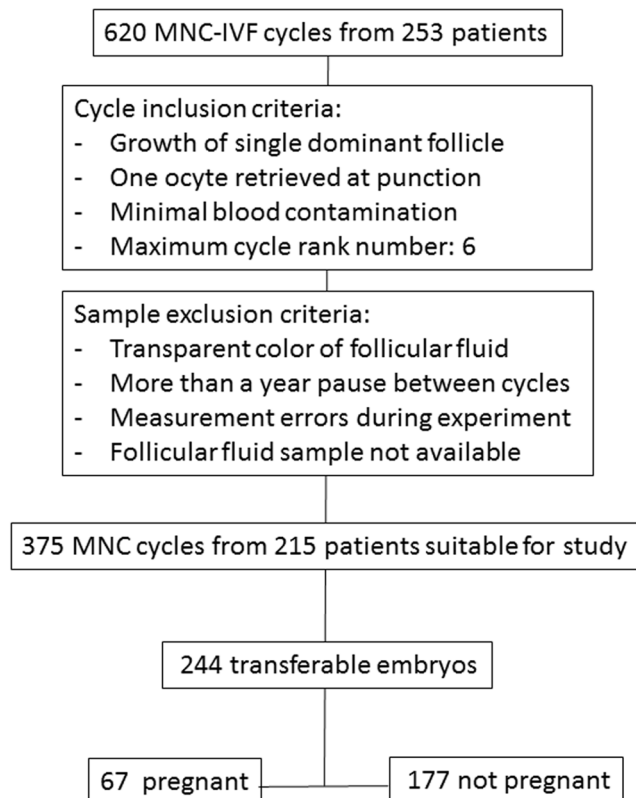 620 MNC-IVF cycles from 253 patients
Cycle inclusion criteria:
- Growth of single dominant follicle
- One ocyte retrieved at punction
- Minimal blood contamination
- Maximum cycle rank number: 6
Sample exclusion criteria:
- Transparent color of follicular fluid
- More than a year pause between cycles
- Measurement errors during experiment
- Follicular fluid sample not available
375 MNC cycles from 215 patients suitable for study
244 transferable embryos
67 pregnant
177 not pregnant